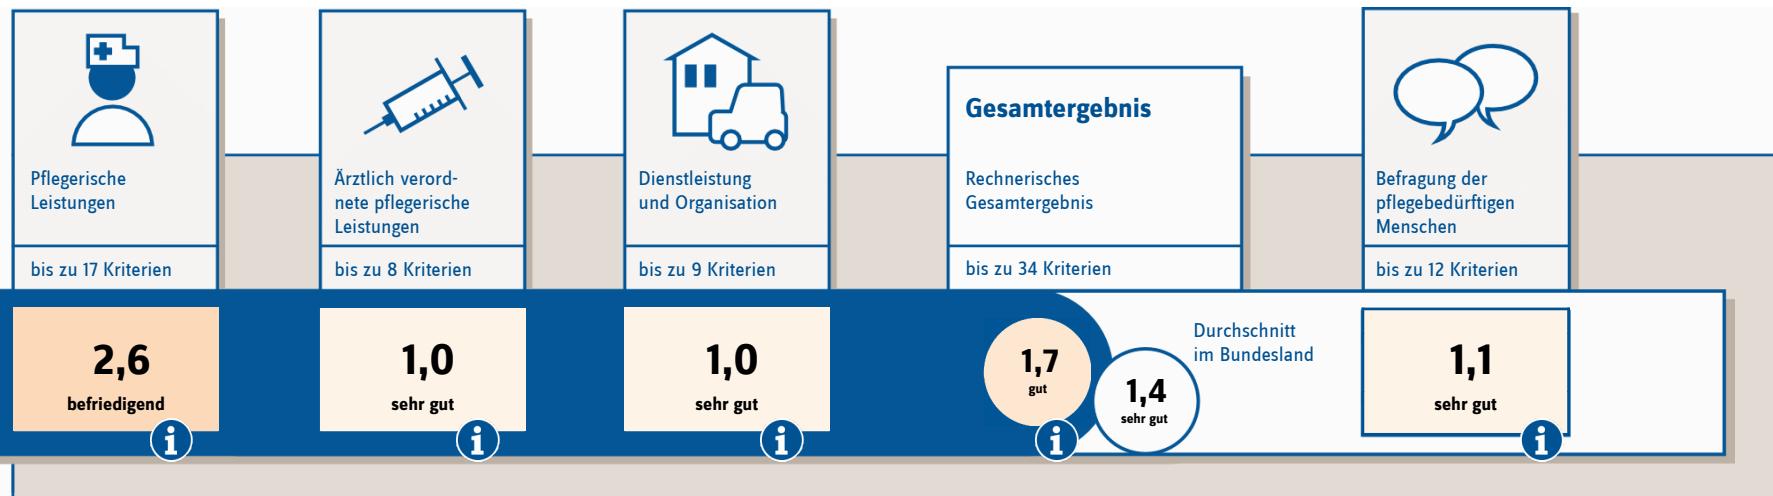 Pflegerische
Leistungen
bis zu 17 Kriterien
2,6
befriedigend
i
Ärztlich verord-
nete pflegerische
Leistungen
bis zu 8 Kriterien
1,0
sehr gut
i
Dienstleistung
und Organisation
bis zu 9 Kriterien
1,0
sehr gut
i
Gesamtergebnis
Rechnerisches
Gesamtergebnis
bis zu 34 Kriterien
1,7
gut
i
1,4
sehr gut
Durchschnitt
im Bundesland
Befragung der
pflegebedürftigen
Menschen
bis zu 12 Kriterien
1,1
sehr gut
i